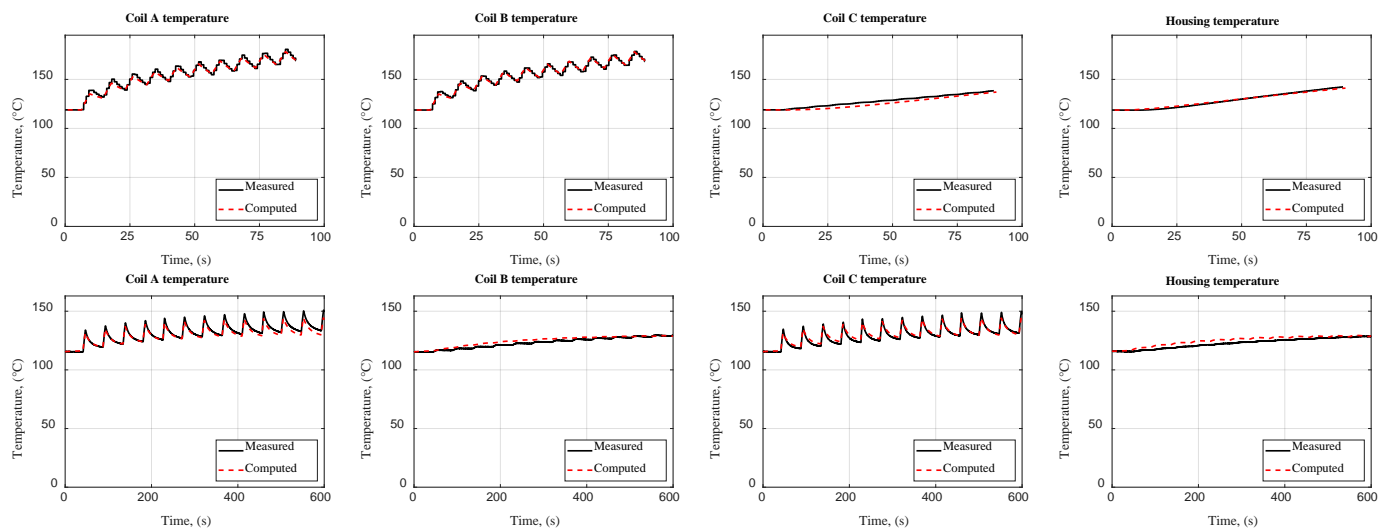 Coil A temperature
Coil B temperature
Coil C temperature
Housing temperature
150
100
50
0
Temperature, (°C)
Measured
Computed
0 25 50 75 100
Time, (s)
150
100
50
0
Temperature, (°C)
Measured
Computed
0 25 50 75 100
Time, (s)
150
100
50
0
Temperature, (°C)
Measured
Computed
0 25 50 75 100
Time, (s)
150
100
50
0
Temperature, (°C)
Measured
Computed
0 25 50 75 100
Time, (s)
Coil A temperature
Coil B temperature
Coil C temperature
Housing temperature
150
100
50
0
Temperature, (°C)
Measured
Computed
0 200 400 600
Time, (s)
150
100
50
0
Temperature, (°C)
Measured
Computed
0 200 400 600
Time, (s)
150
100
50
0
Temperature, (°C)
Measured
Computed
0 200 400 600
Time, (s)
150
100
50
0
Temperature, (°C)
Measured
Computed
0 200 400 600
Time, (s)